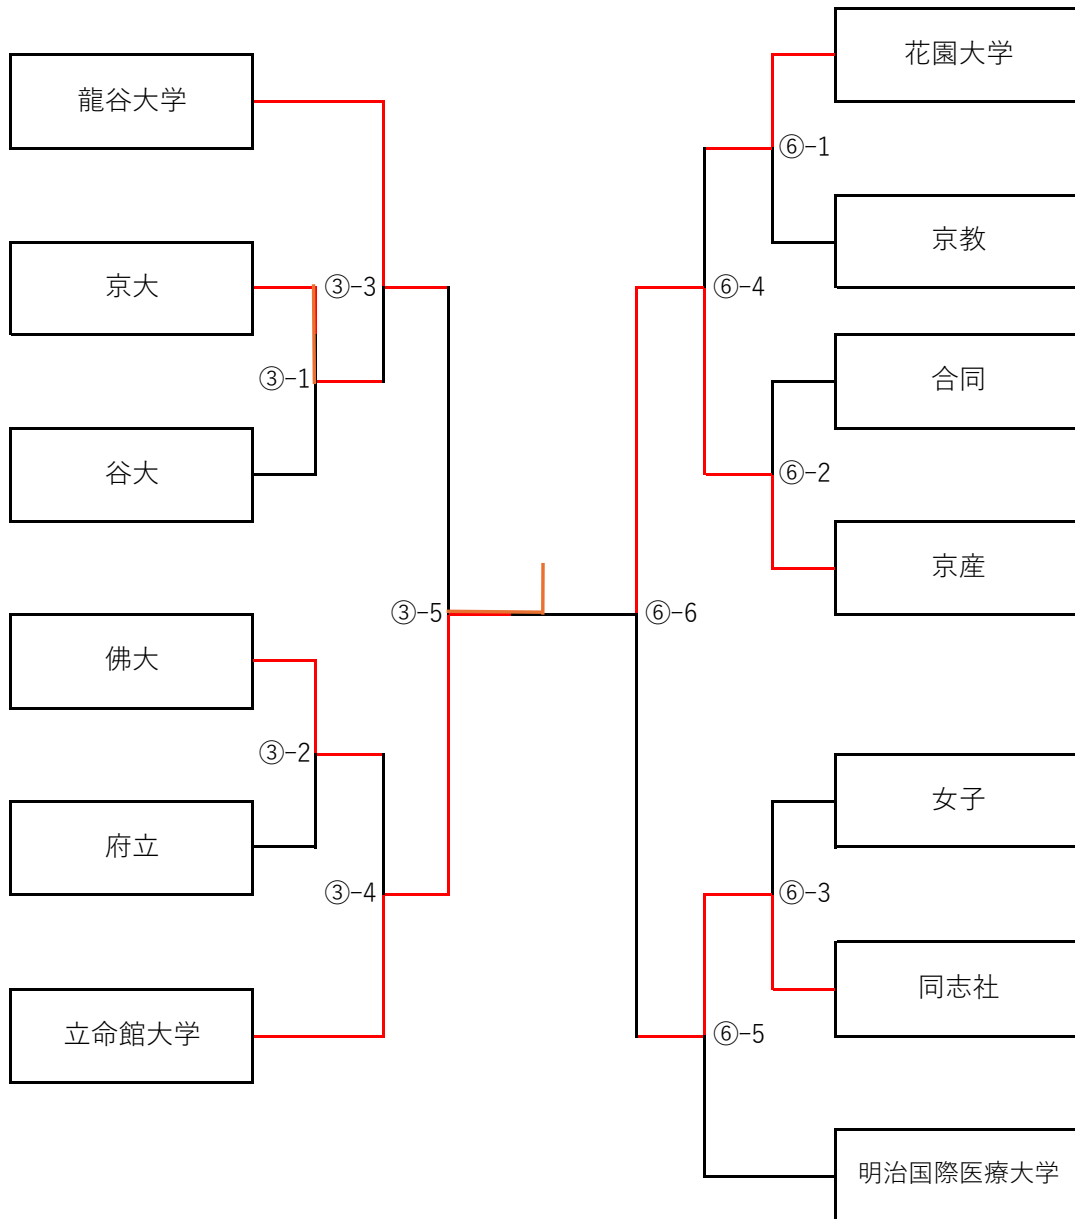 龍谷大学
京大
③-3
③-1
谷大
③-5
佛大
③-2
府立
③-4
立命館大学
花園大学
⑥-1
京教
⑥-4
合同
⑥-2
京産
⑥-6
女子
⑥-3
同志社
⑥-5
明治国際医療大学